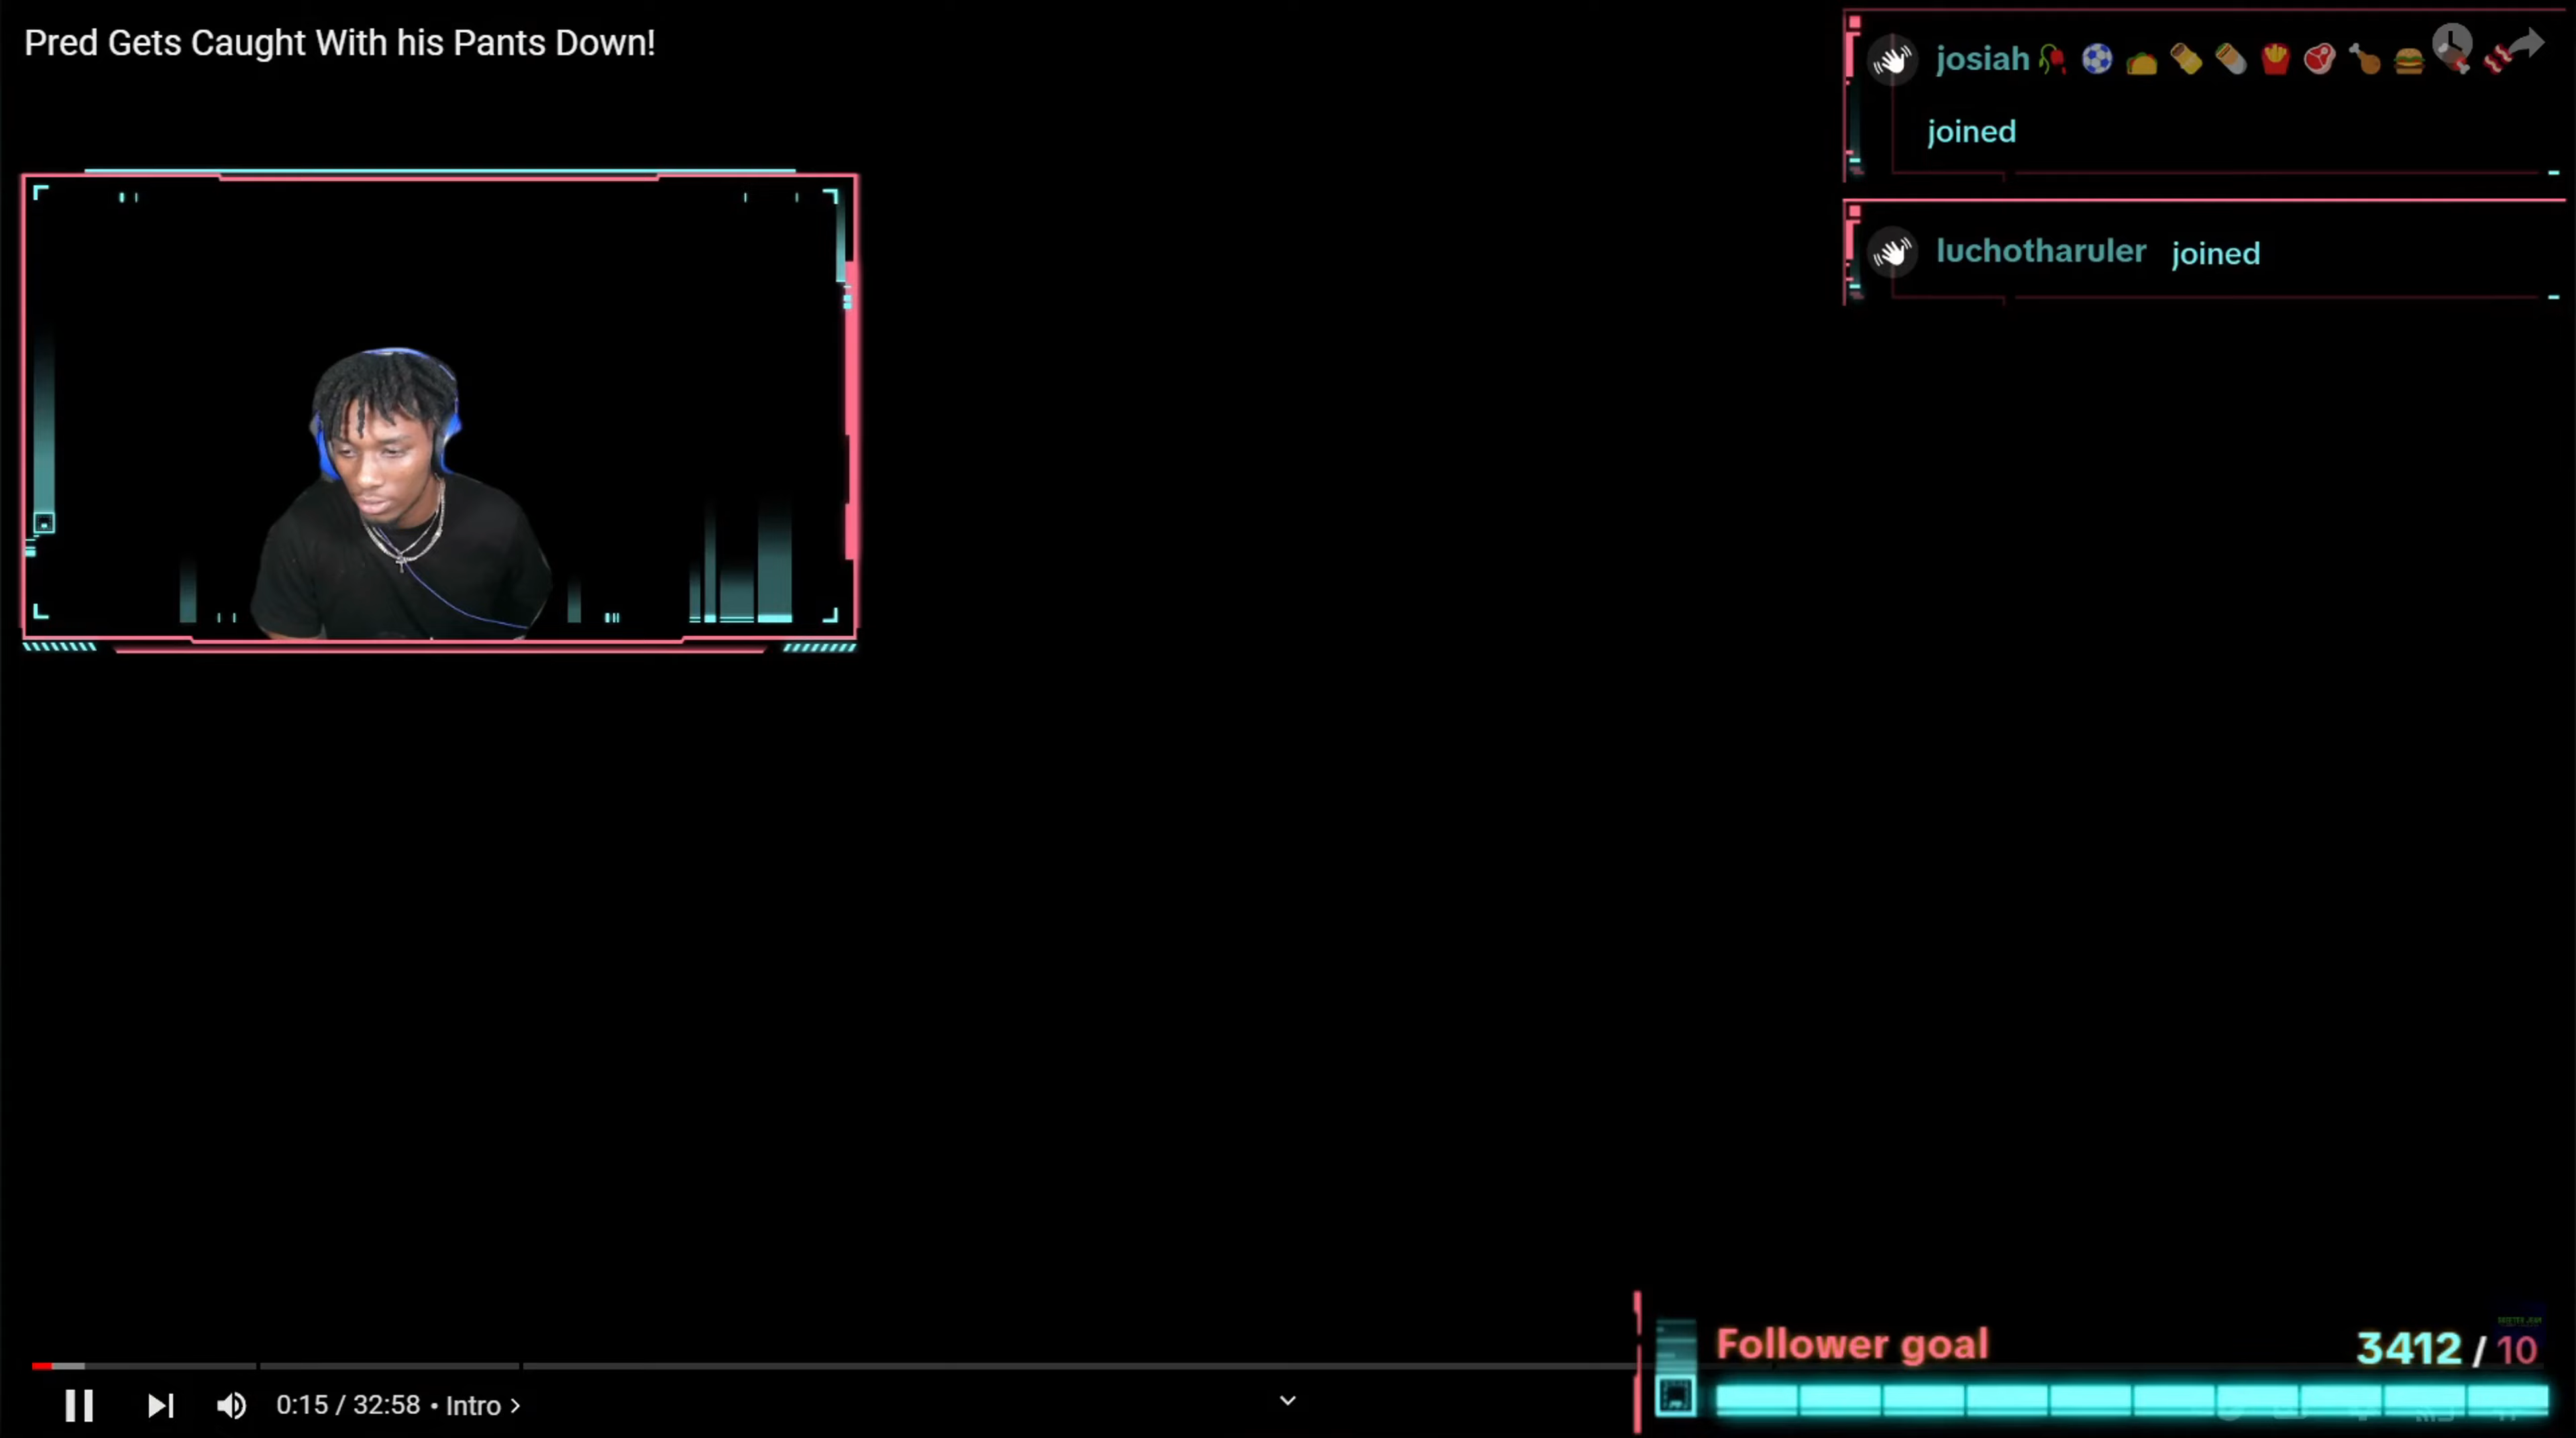 Pred Gets Caught With his Pants Down!
josiah
joined
luchotharuler joined
Follower goal
3412 / 10
0:15 / 32:58 • Intro >